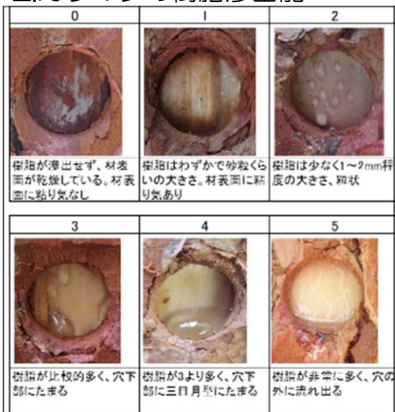 0
1
2
樹脂が滲出せず、材表
面が乾燥している。材表
面に粘り気なし
樹脂はわずかで砂粒くら
いの大きさ。材表面に粘
り気あり
樹脂は少なく1～2mm程
度の大きさ、粒状
3
4
5
樹脂が比較的多く、穴下
部にたまる
樹脂が3より多く、穴下
部に三日月型にたまる
樹脂が非常に多く、穴の
外に流れ出る